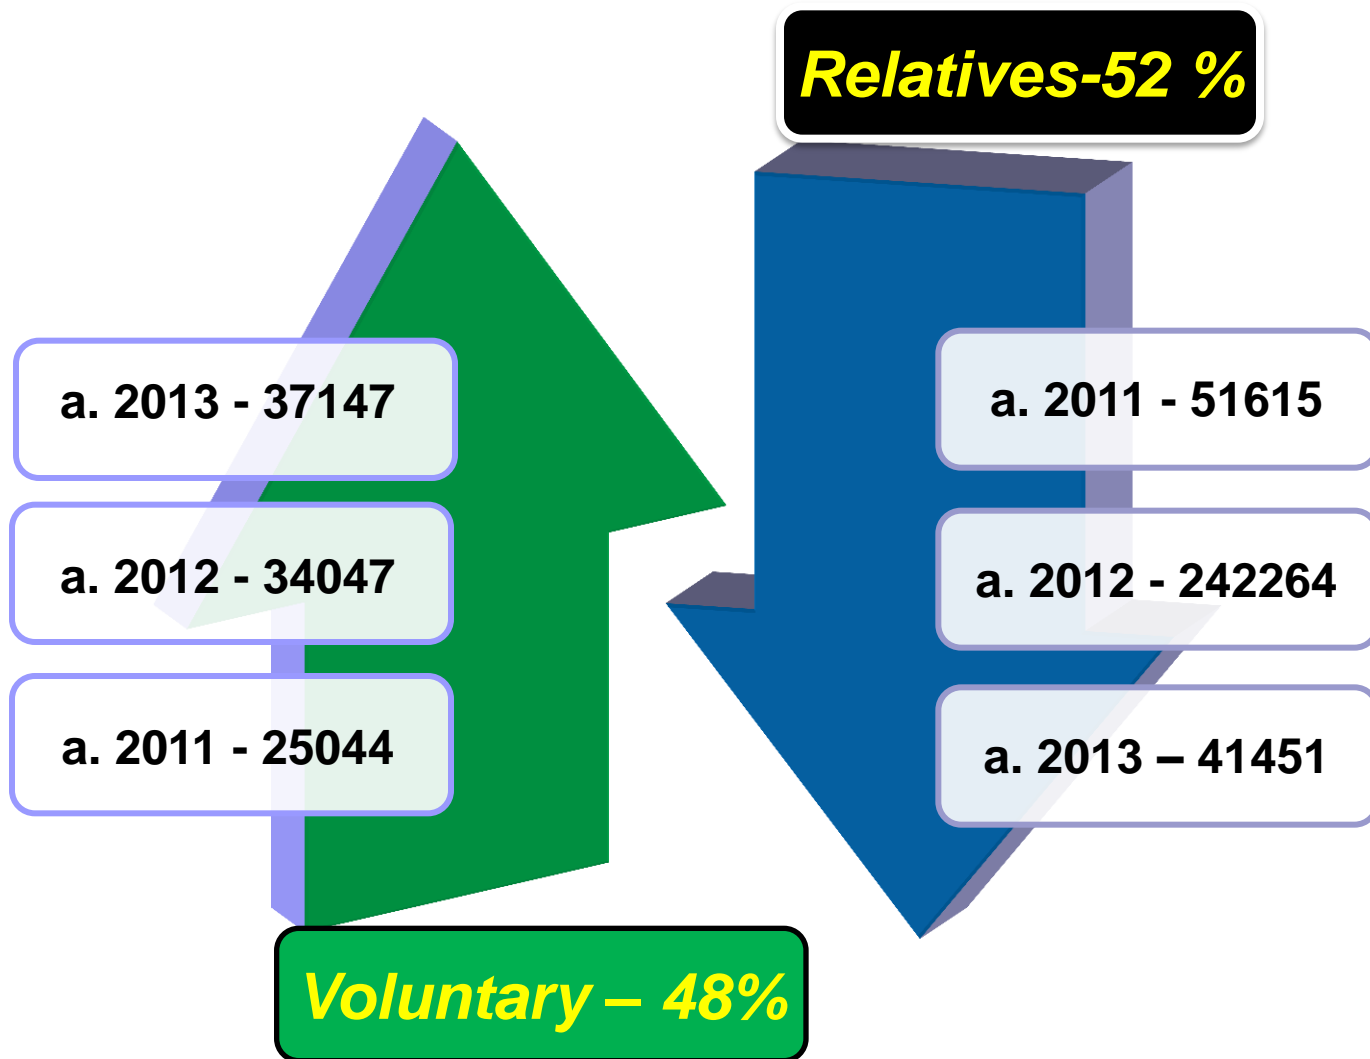 Relatives-52 %
a. 2013 - 37147
a. 2012 - 34047
a. 2011 - 25044
a. 2011 - 51615
a. 2012 - 242264
a. 2013 – 41451
Voluntary – 48%